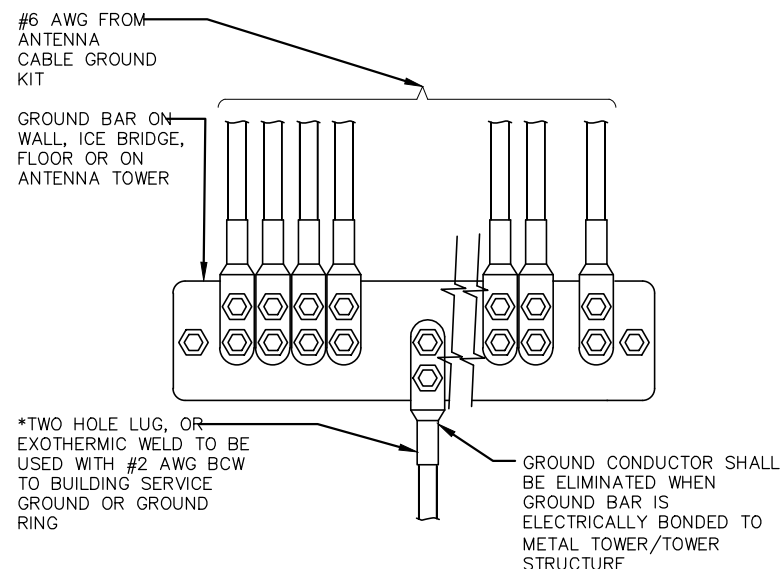 #6 AWG FROM
ANTENNA
CABLE GROUND
KIT
GROUND BAR ON
WALL, ICE BRIDGE,
FLOOR OR ON
ANTENNA TOWER
*TWO HOLE LUG, OR
EXOTHERMIC WELD TO BE
USED WITH #2 AWG BCW
TO BUILDING SERVICE
GROUND OR GROUND
RING
GROUND CONDUCTOR SHALL
BE ELIMINATED WHEN
GROUND BAR IS
ELECTRICALLY BONDED TO
METAL TOWER/TOWER
STRUCTURE